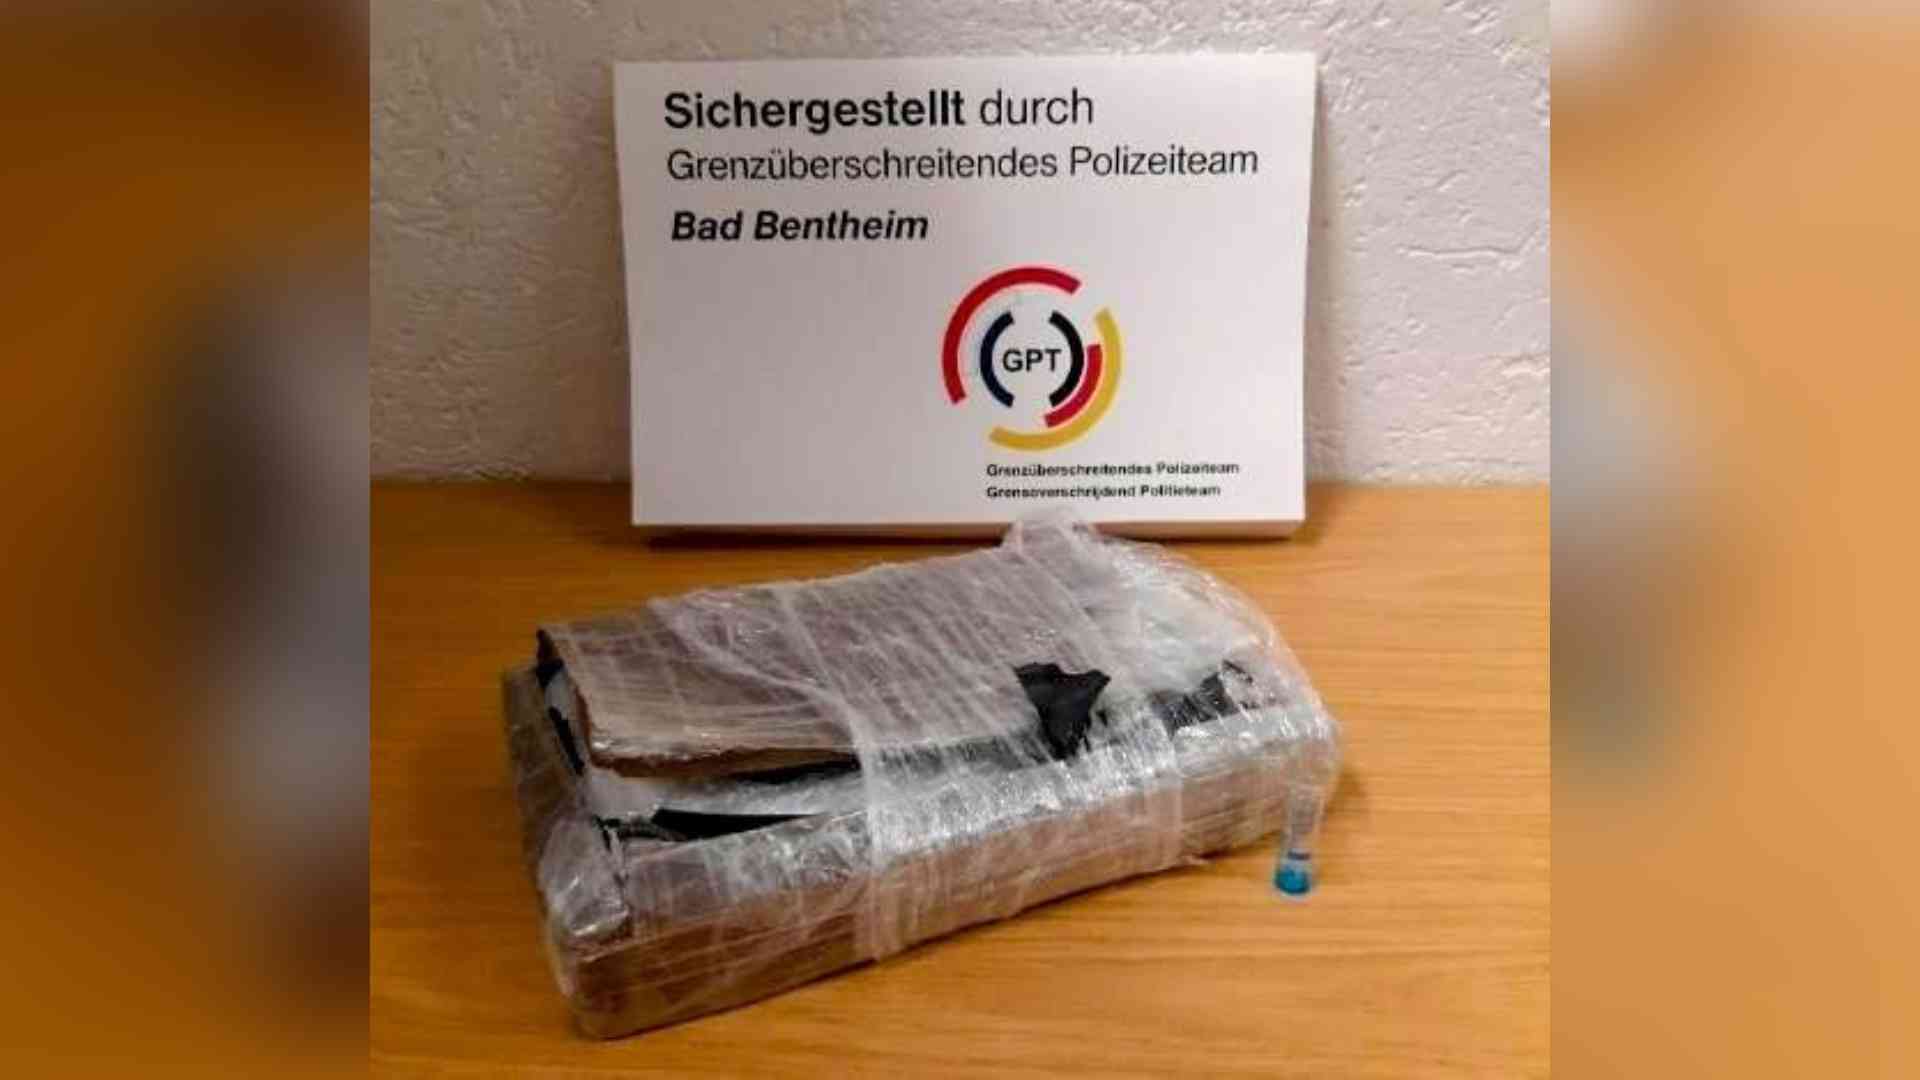 Sichergestellt durch
Grenzüberschreitendes Polizeiteam
Bad Bentheim
GPT
Grenzüberschreitendes Polizeiteam
Grensoverschrijdend Politieteam